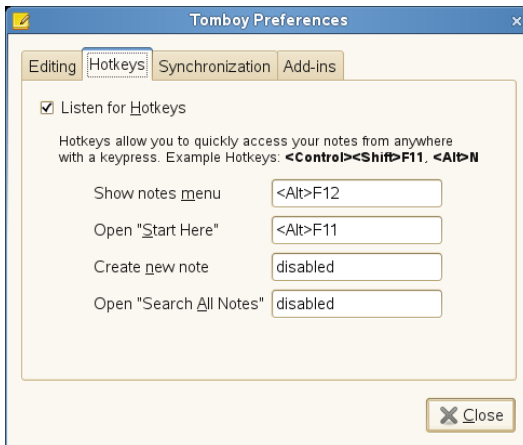 Tomboy Preferences
Editing Hotkeys Synchronization Add-ins
Listen for Hotkeys
Hotkeys allow you to quickly access your notes from anywhere
with a keypress. Example Hotkeys: <Control><Shift>F11, <Alt>N
Show notes menu <Alt>F12
Open "Start Here" <Alt>F11
Create new note disabled
Open "Search All Notes" disabled
Close